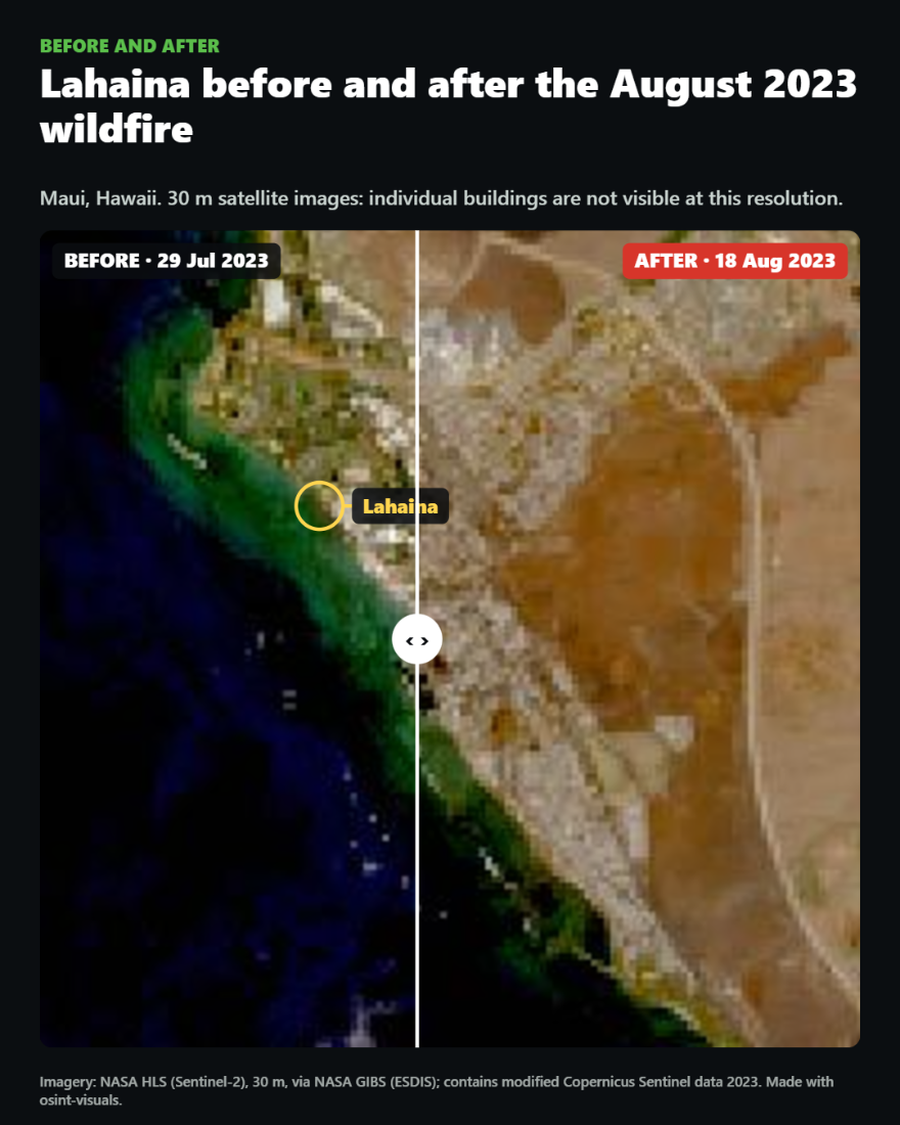 BEFORE AND AFTER
Lahaina before and after the August 2023
wildfire
Maui, Hawaii. 30 m satellite images: individual buildings are not visible at this resolution.
BEFORE · 29 Jul 2023
AFTER · 18 Aug 2023
Lahaina
Imagery: NASA HLS (Sentinel-2), 30 m, via NASA GIBS (ESDIS); contains modified Copernicus Sentinel data 2023. Made with
osint-visuals.